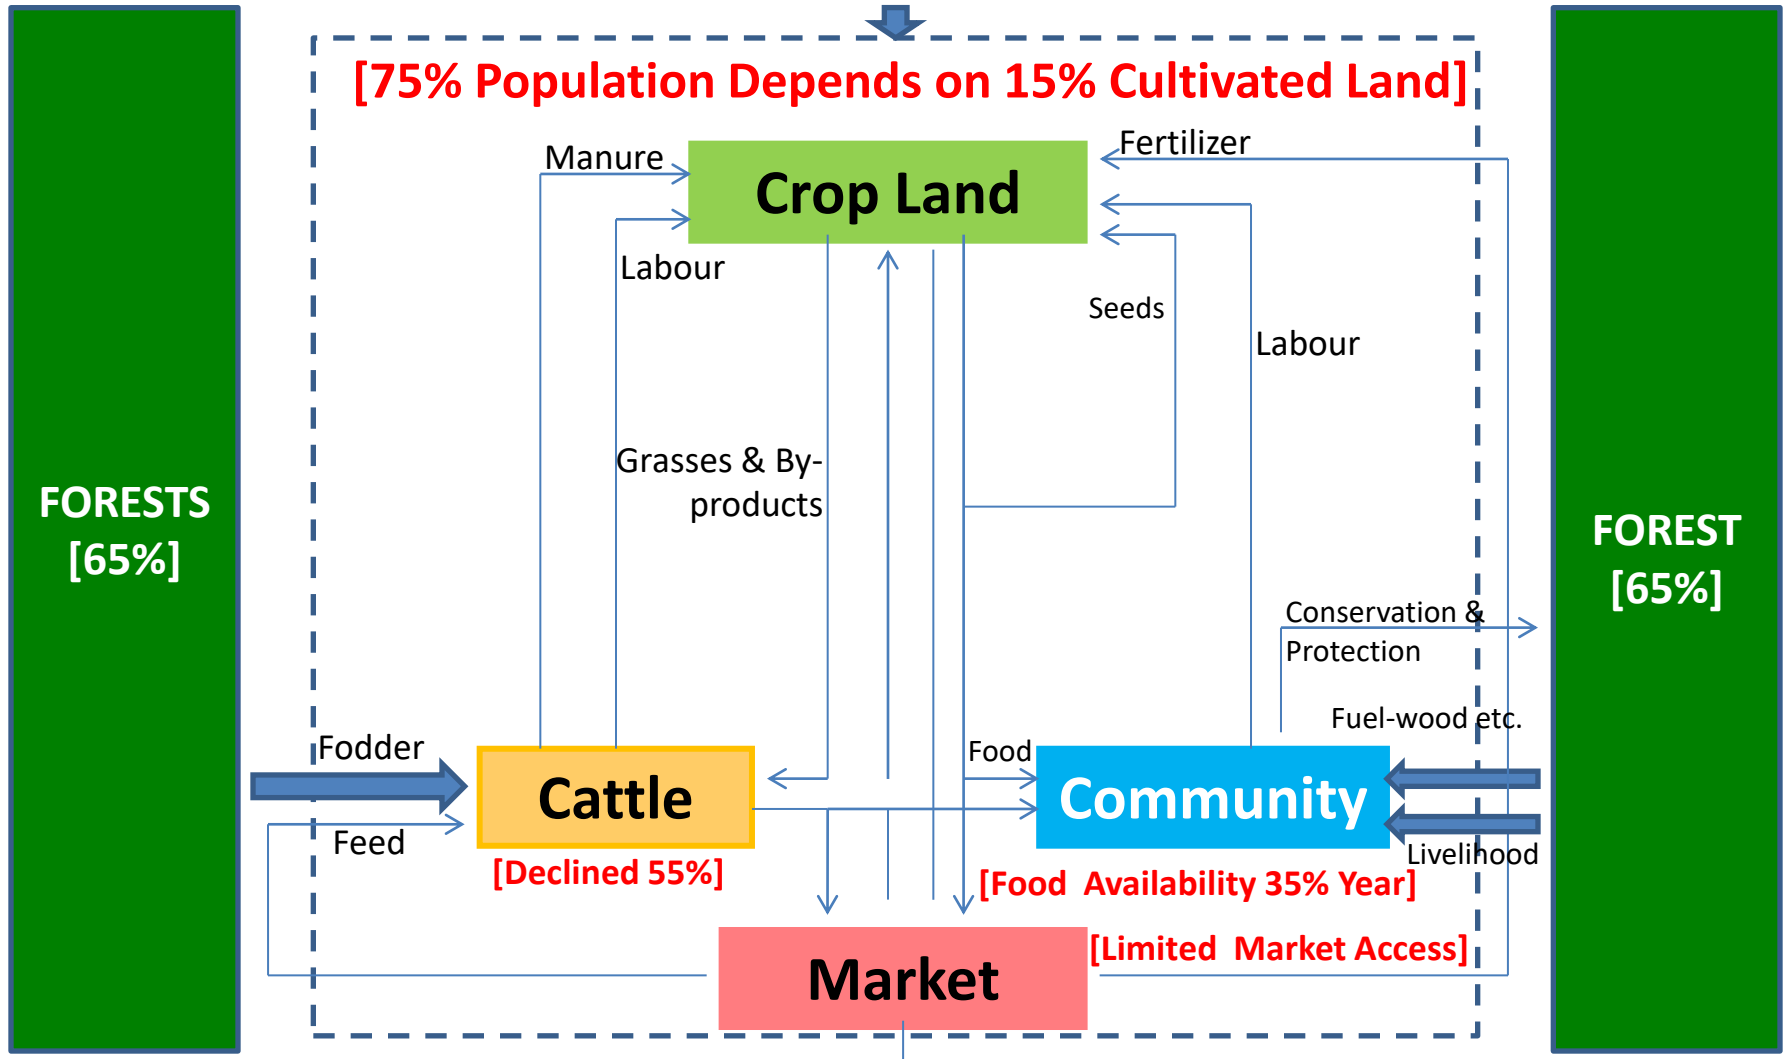 [75% Population Depends on 15% Cultivated Land]
Fertilizer
Manure
Crop Land
Labour
Seeds
Labour
Grasses & By-
products
FORESTS
[65%]
FOREST
[65%]
Conservation &
Protection
Fuel-wood etc.
Fodder
Food
Cattle
Community
Feed
Livelihood
[Declined 55%]
[Food  Availability 35% Year]
[Limited  Market Access]
Market